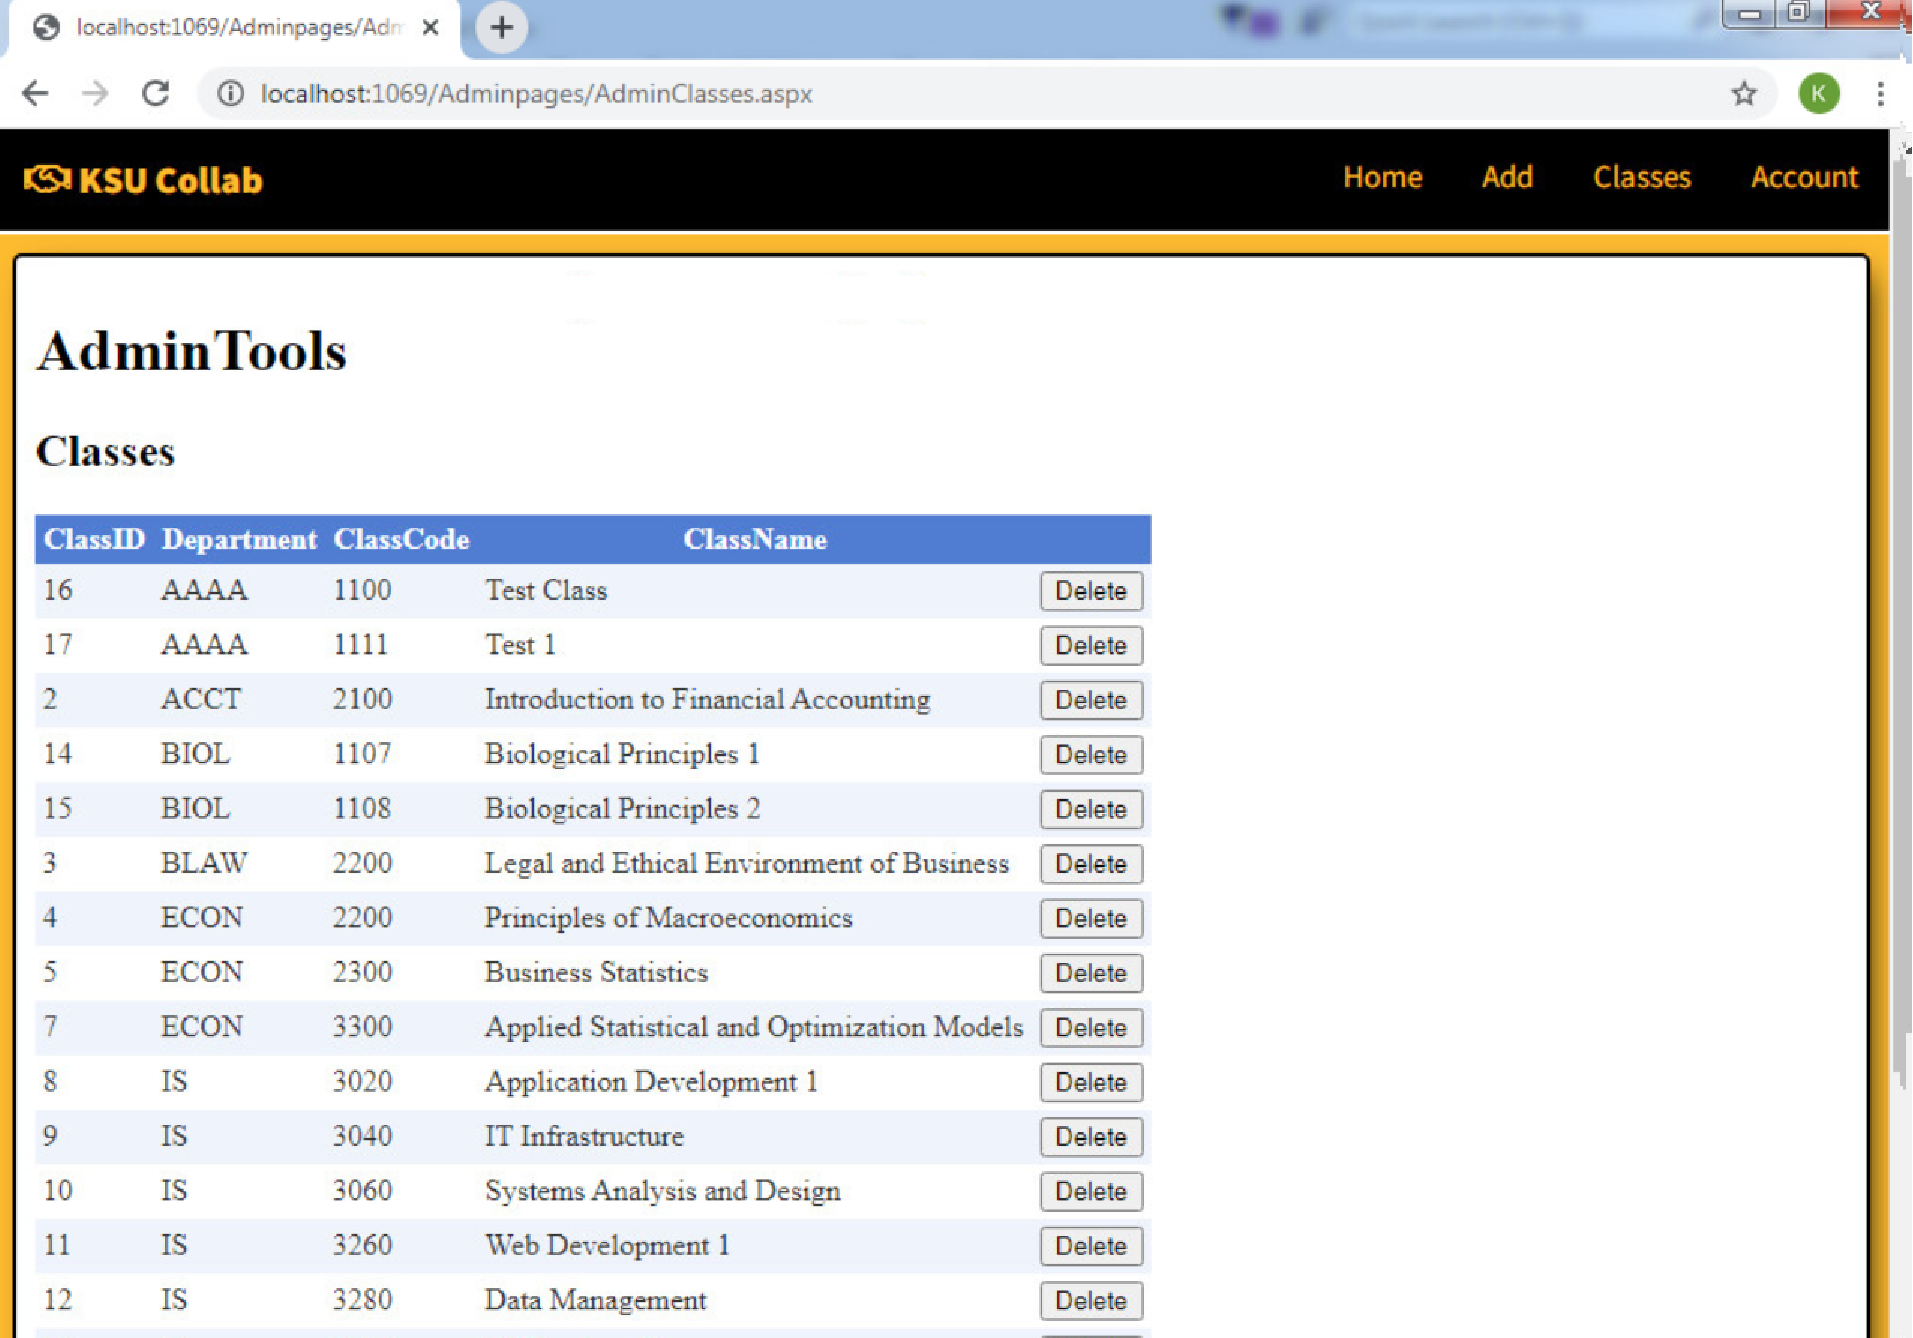 localhost:1069/Adminpages/Adm
localhost:1069/Adminpages/AdminClasses.aspx
K
KSU Collab
Home Add Classes Account
AdminTools
Classes
ClassID Department ClassCode ClassName
16 AAAA 1100 Test Class Delete
17 AAAA 1111 Test 1 Delete
2 ACCT 2100 Introduction to Financial Accounting Delete
14 BIOL 1107 Biological Principles 1 Delete
15 BIOL 1108 Biological Principles 2 Delete
3 BLAW 2200 Legal and Ethical Environment of Business Delete
4 ECON 2200 Principles of Macroeconomics Delete
5 ECON 2300 Business Statistics Delete
7 ECON 3300 Applied Statistical and Optimization Models Delete
8 IS 3020 Application Development 1 Delete
9 IS 3040 IT Infrastructure Delete
10 IS 3060 Systems Analysis and Design Delete
11 IS 3260 Web Development 1 Delete
12 IS 3280 Data Management Delete